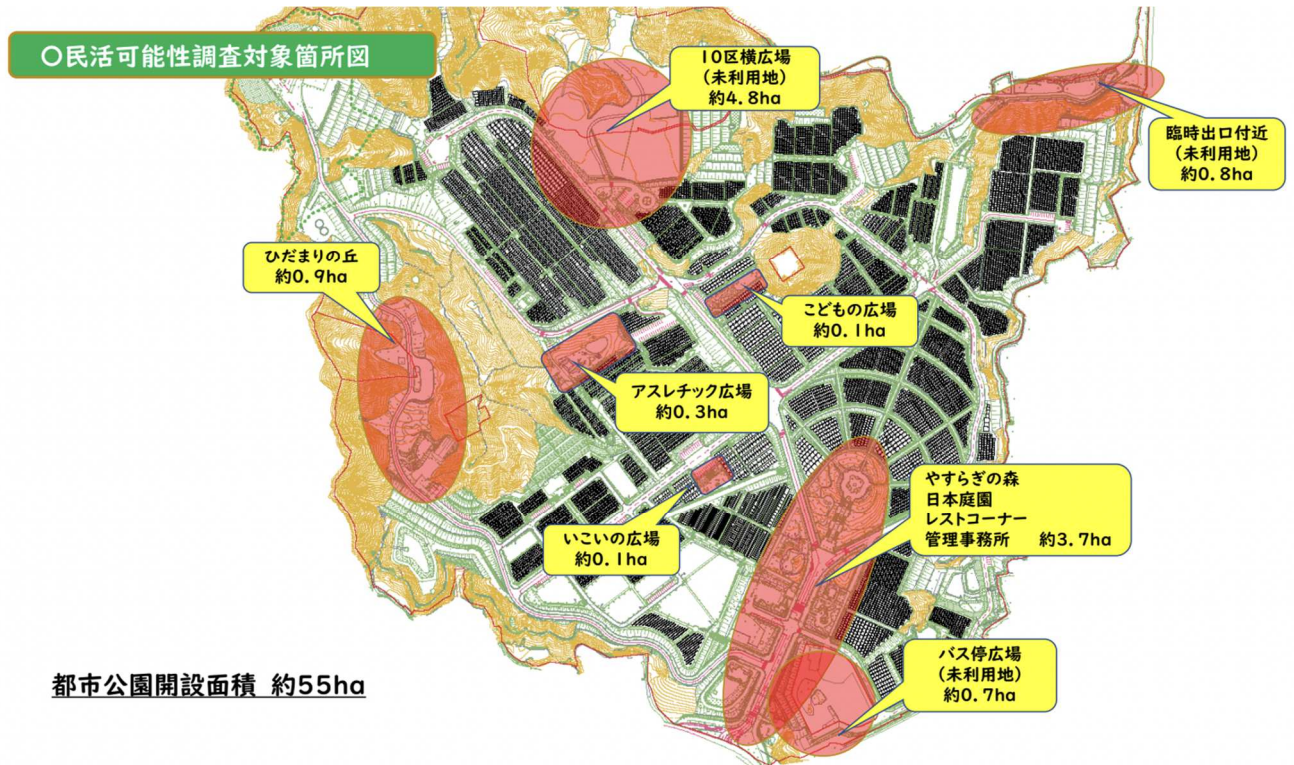 〇民活可能性調査対象箇所図
10区横広場
(未利用地)
約4.8ha
臨時出口付近
(未利用地)
約0.8ha
ひだまりの丘
約0.9ha
こどもの広場
約0.1ha
アスレチック広場
約0.3ha
やすらぎの森
日本庭園
レストコーナー
管理事務所 約3.7ha
いこいの広場
約0.1ha
バス停広場
(未利用地)
約0.7ha
都市公園開設面積 約55ha